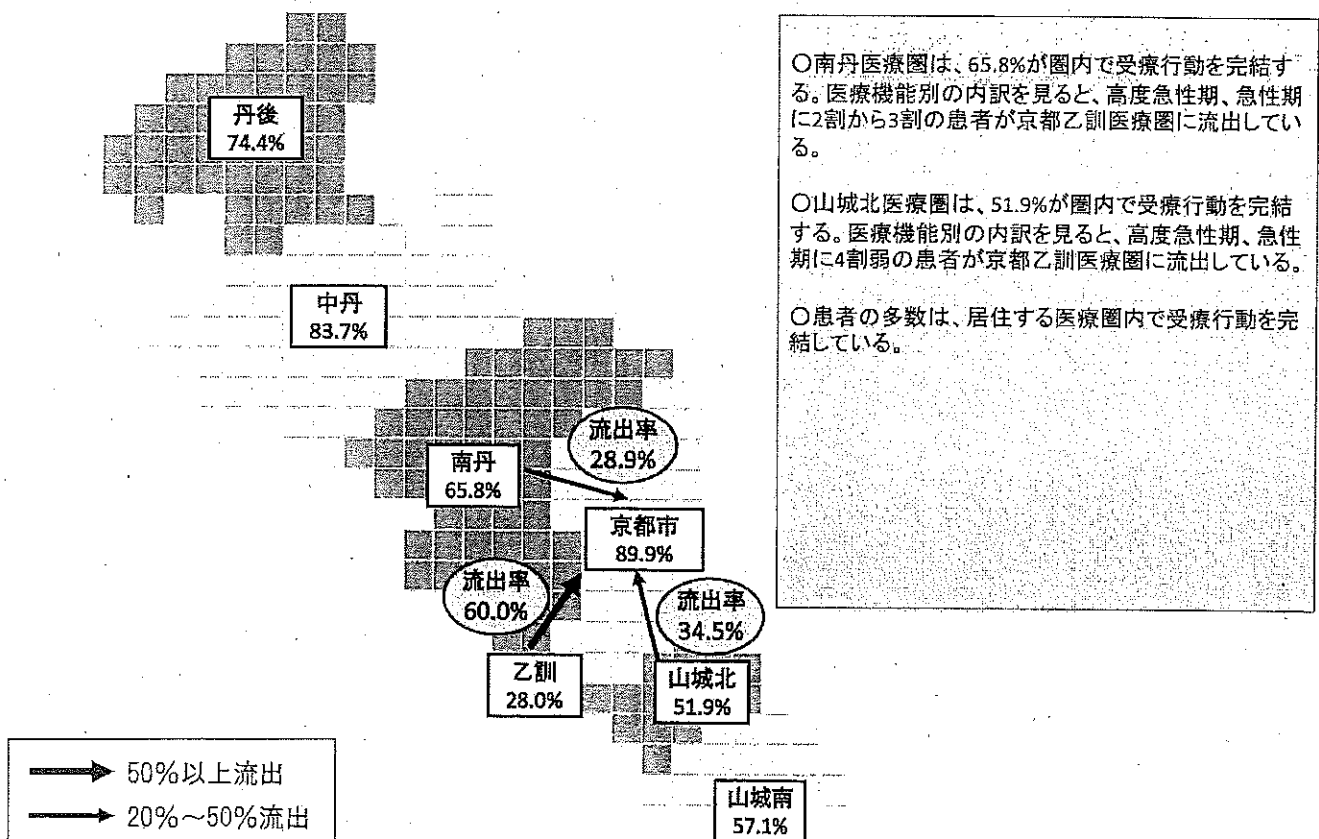 丹後
74.4%
中丹
83.7%
流出率
28.9%
南丹
65.8%
京都市
89.9%
流出率
60.0%
流出率
34.5%
乙訓
28.0%
山城北
51.9%
山城南
57.1%
50%以上流出
20%～50%流出
〇南丹医療圏は、65.8%が圏内で受療行動を完結す
る。医療機能別の内訳を見ると、高度急性期、急性期
に2割から3割の患者が京都乙訓医療圏に流出してい
る。
〇山城北医療圏は、51.9%が圏内で受療行動を完結
する。医療機能別の内訳を見ると、高度急性期、急性
期に4割弱の患者が京都乙訓医療圏に流出している。
〇患者の多数は、居住する医療圏内で受療行動を完
結している。